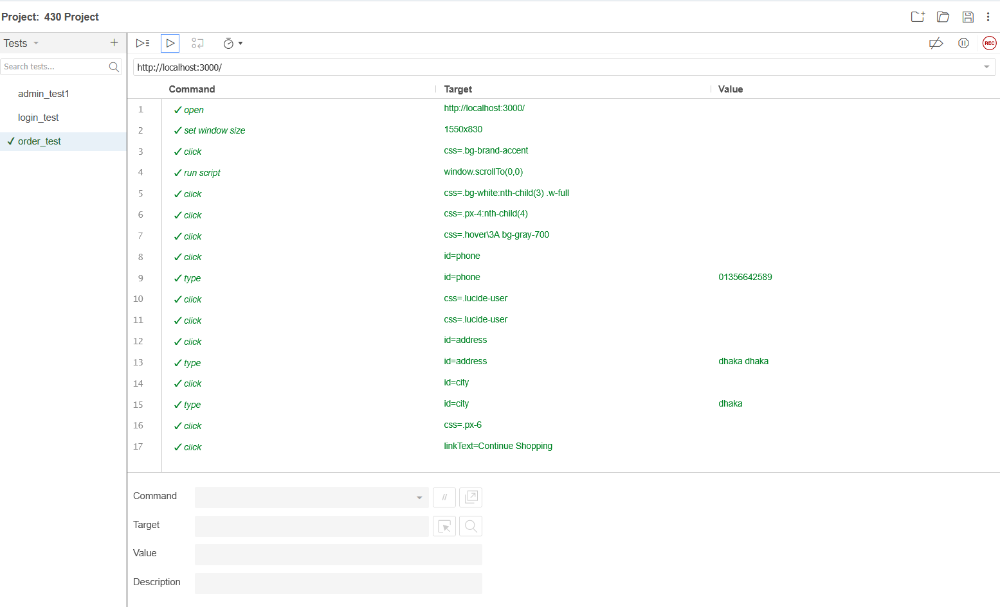 Project: 430 Project
Tests
+
REC
Search tests...
http://localhost:3000/
admin_test1
login_test
✓ order_test
Command Target Value
1 ✓ open http://localhost:3000/
2 ✓ set window size 1550x830
3 ✓ click css=.bg-brand-accent
4 ✓ run script window.scrollTo(0,0)
5 ✓ click css=.bg-white:nth-child(3) .w-full
6 ✓ click css=.px-4:nth-child(4)
7 ✓ click css=.hover\3A bg-gray-700
8 ✓ click id=phone
9 ✓ type id=phone 01356642589
10 ✓ click css=.lucide-user
11 ✓ click css=.lucide-user
12 ✓ click id=address
13 ✓ type id=address dhaka dhaka
14 ✓ click id=city
15 ✓ type id=city dhaka
16 ✓ click css=.px-6
17 ✓ click linkText=Continue Shopping
Command //
Target
Value
Description